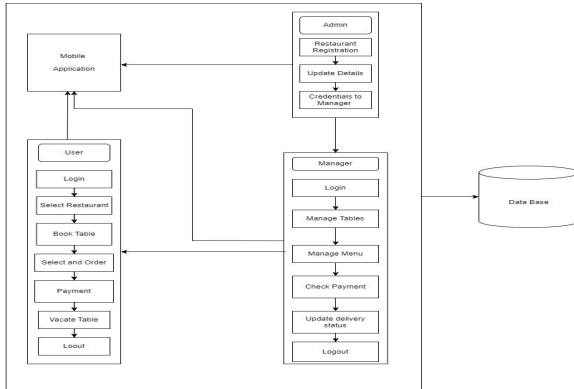 Admin
Restaurant
Registration
Update Details
Credentials to
Manager
Mobile
Application
User
Login
Select Restaurant
Book Table
Select and Order
Payment
Vacate Table
Loout
Manager
Login
Manage Tables
Manage Menu
Check Payment
Update delivery
status
Logout
Data Base